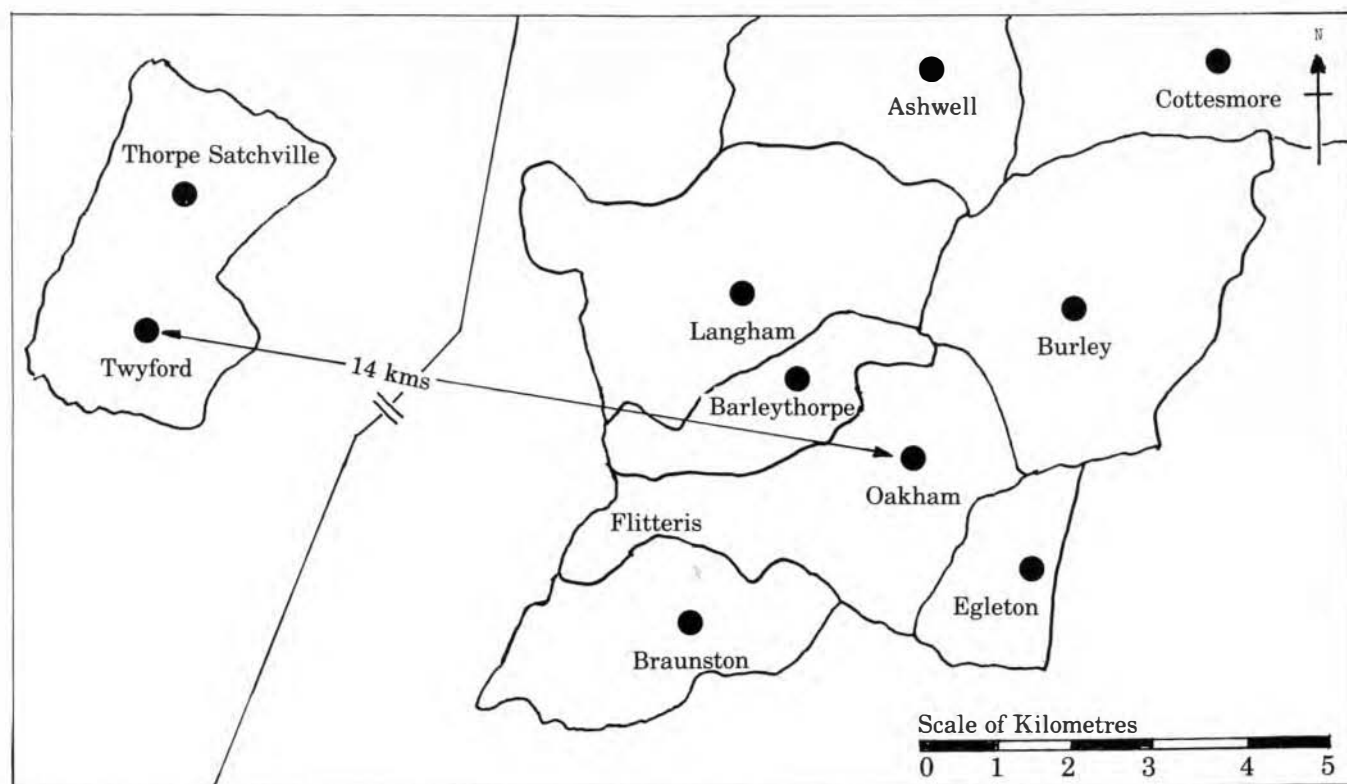 N
Ashwell
Cottesmore
Thorpe Satchville
Langham
Burley
Twyford
14 kms
Barleythorpe
Oakham
Flitteris
Egleton
Braunston
Scale of Kilometres
0 1 2 3 4 5